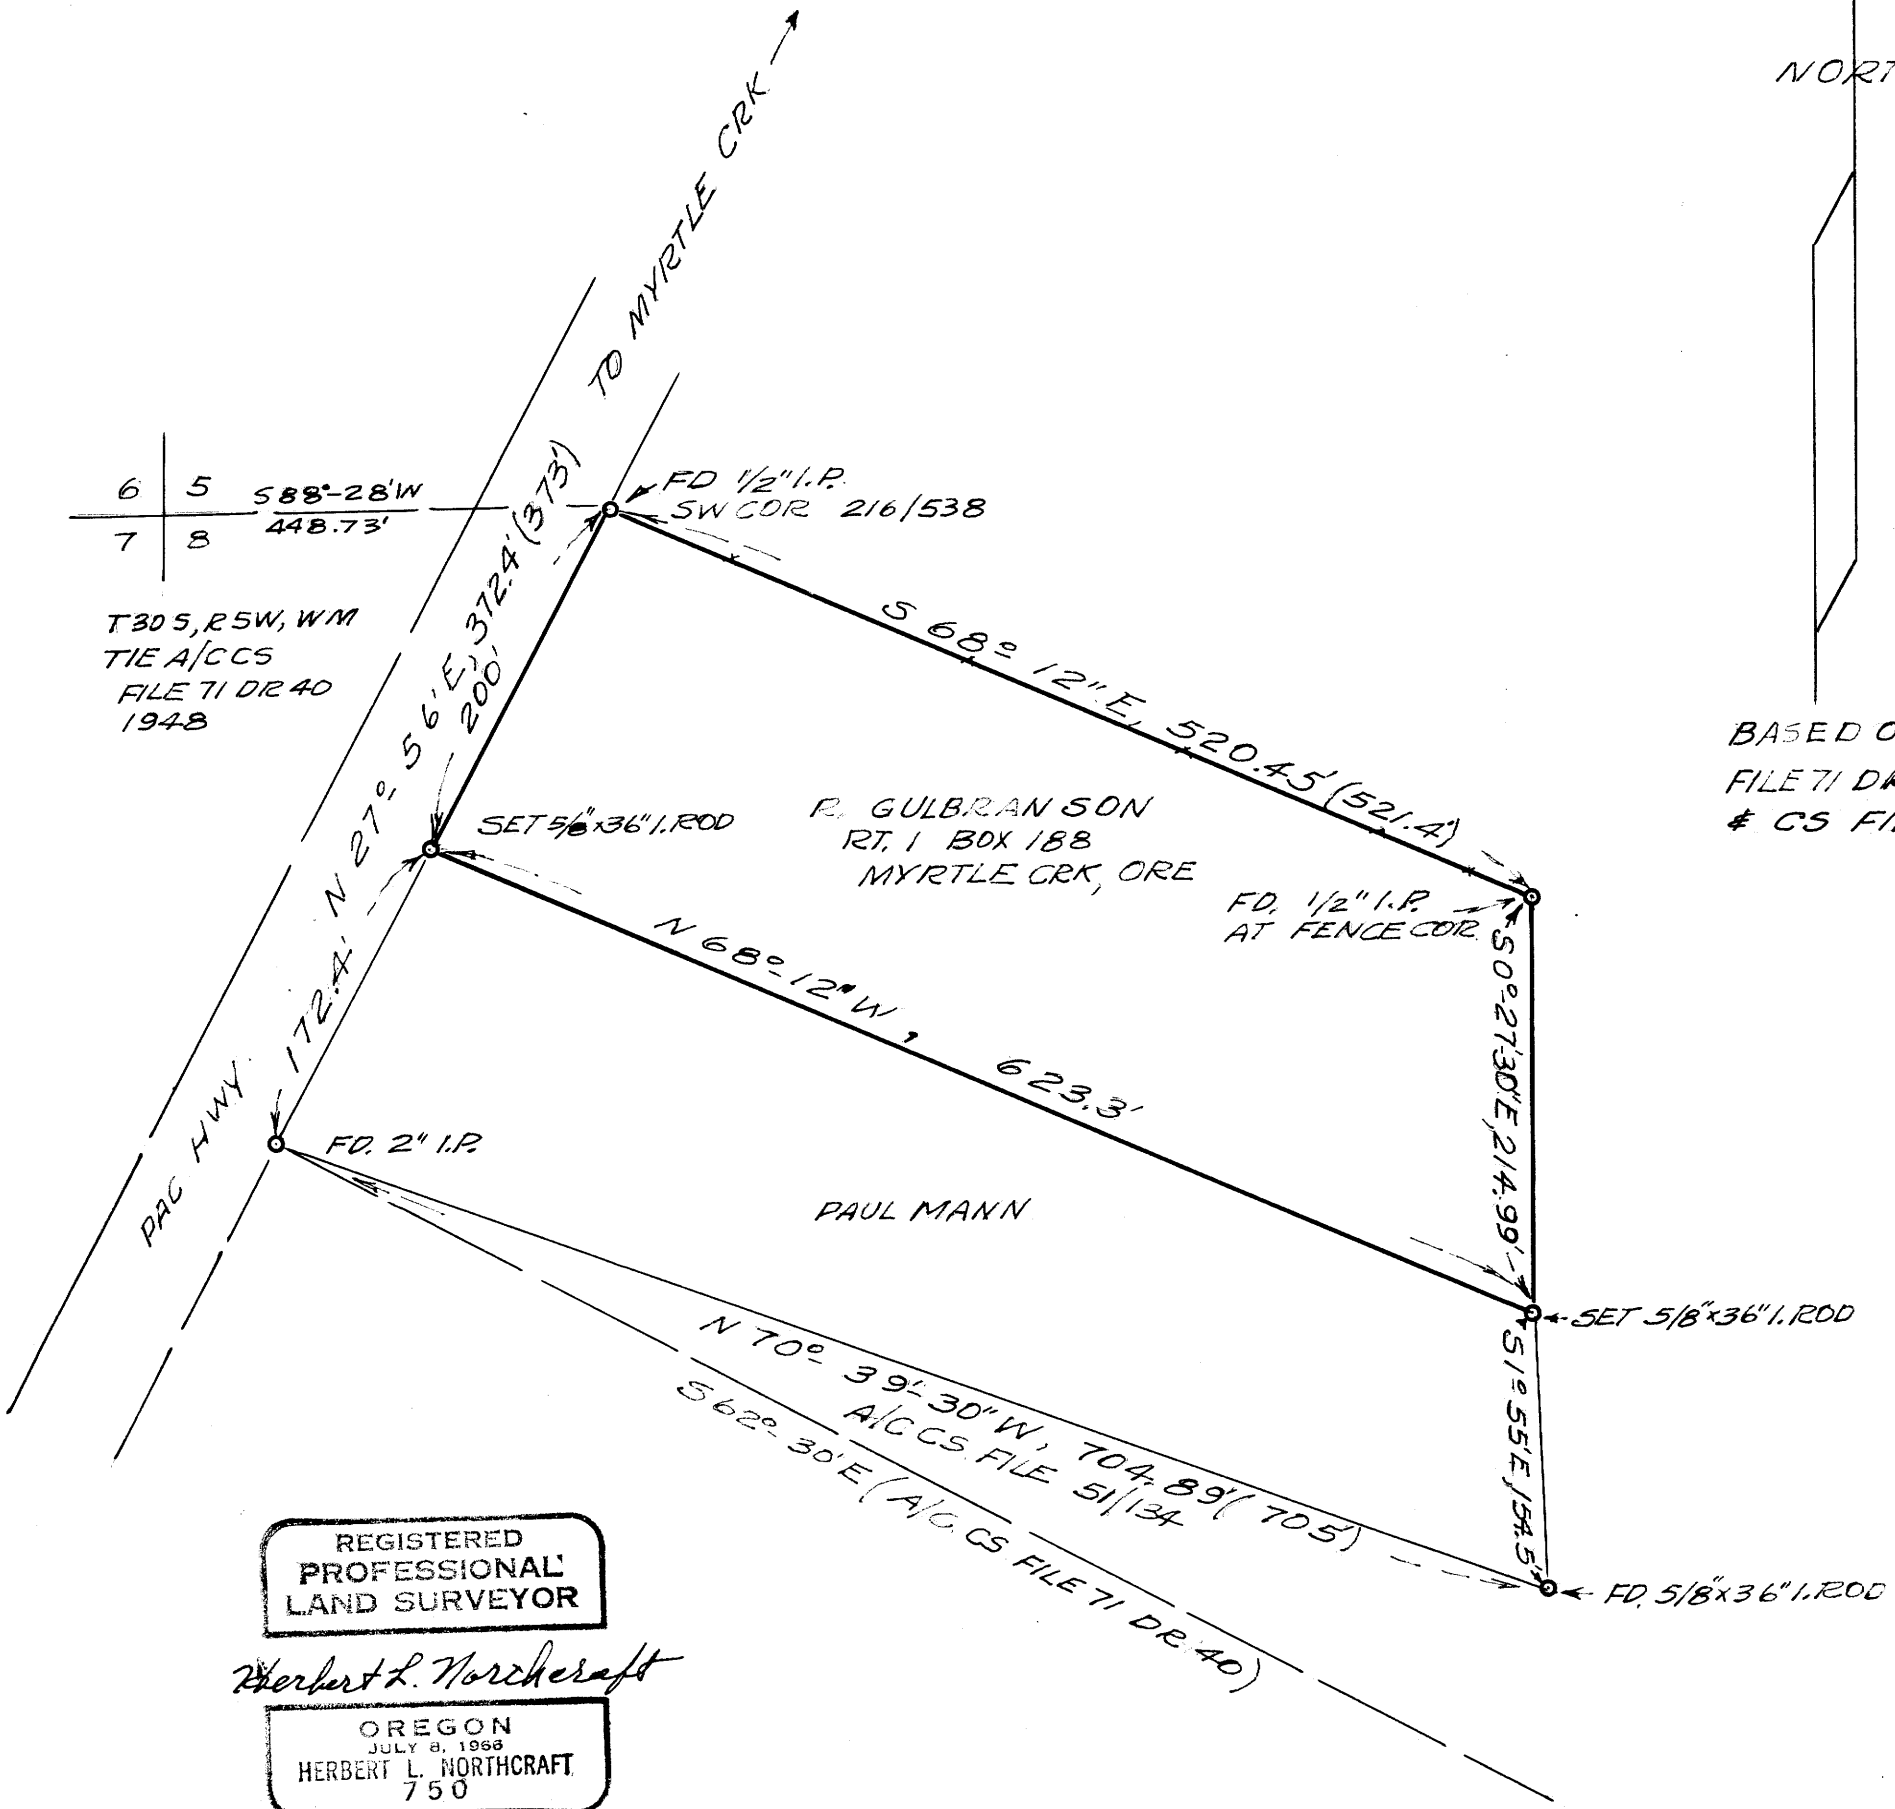 NORT
TO MYRTLE CRK
6 5
7 8
S 88°-28'W
448.73'
FD 1/2" I.P.
SW COR 216/538
T30 S, R5W, WM
TIE A/C CS
FILE 71 DR 40
1948
N 27°-56' E, 372.4' (373')
200'
S 68° 12" E, 520.45' (521.4')
BASED O
FILE 71 DR
& CS FIL
SET 5/8"x36" I. ROD
R. GULBRANSON
RT. 1 BOX 188
MYRTLE CRK, ORE
FD. 1/2" I.P.
AT FENCE COR.
N 68°-12" W, 623.3'
S 0°-27'-30"E, 214.99'
172.4'
PAC HWY.
FD. 2" I.P.
PAUL MANN
SET 5/8"x36" I. ROD
S 1°-55'E, 154.5'
N 70°-39'-30" W, 704.89' (705')
A/C CS FILE 51/134
S 62°-30' E (A/C CS FILE 71 DR 40)
FD. 5/8"x36" I. ROD
REGISTERED
PROFESSIONAL
LAND SURVEYOR
Herbert L. Northcraft
OREGON
JULY 8, 1966
HERBERT L. NORTHCRAFT
750